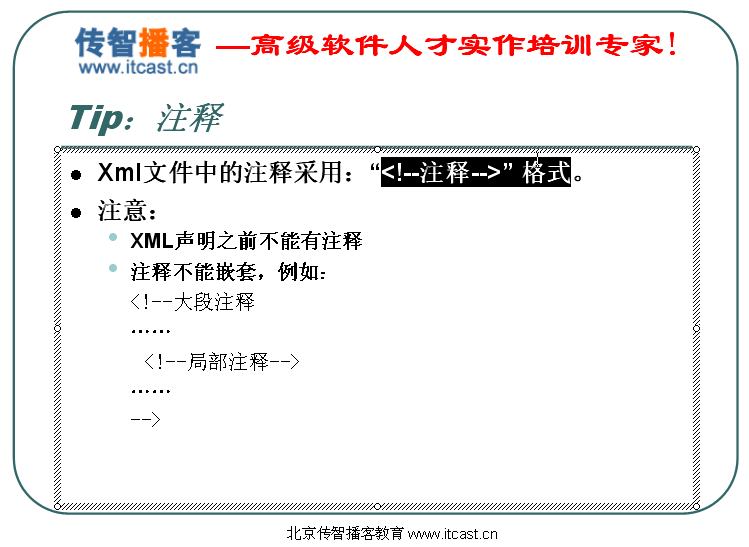 传智播客 —高级软件人才实作培训专家!
www.itcast.cn
Tip：注释
● Xml文件中的注释采用：“<!--注释-->” 格式。
● 注意：
• XML声明之前不能有注释
• 注释不能嵌套，例如：
<!--大段注释
……
<!--局部注释-->
……
-->
北京传智播客教育 www.itcast.cn